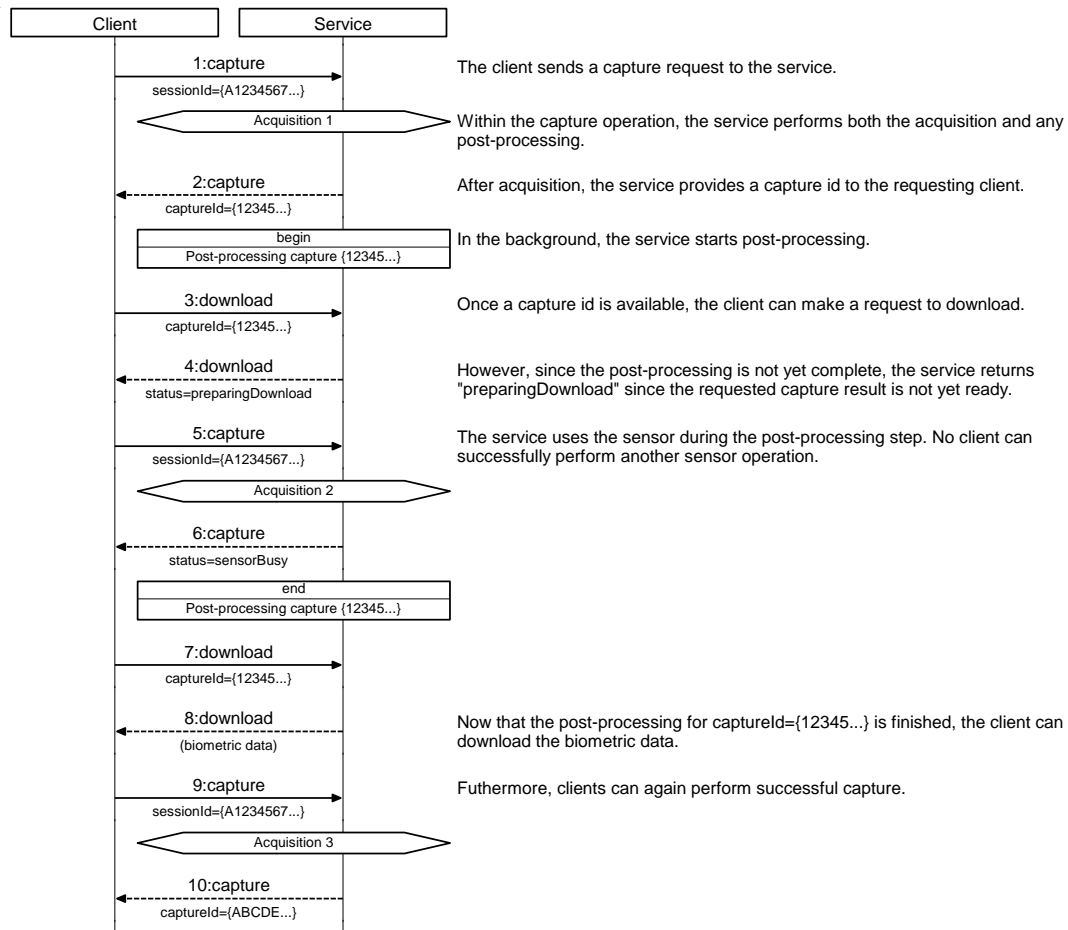 Client
Service
1:capture
The client sends a capture request to the service.
sessionId={A1234567...}
Acquisition 1
Within the capture operation, the service performs both the acquisition and any
post-processing.
2:capture
After acquisition, the service provides a capture id to the requesting client.
captureId={12345...}
begin
In the background, the service starts post-processing.
Post-processing capture {12345...}
3:download
Once a capture id is available, the client can make a request to download.
captureId={12345...}
4:download
However, since the post-processing is not yet complete, the service returns
"preparingDownload" since the requested capture result is not yet ready.
status=preparingDownload
5:capture
The service uses the sensor during the post-processing step. No client can
successfully perform another sensor operation.
sessionId={A1234567...}
Acquisition 2
6:capture
status=sensorBusy
end
Post-processing capture {12345...}
7:download
captureId={12345...}
8:download
Now that the post-processing for captureId={12345...} is finished, the client can
download the biometric data.
(biometric data)
9:capture
Futhermore, clients can again perform successful capture.
sessionId={A1234567...}
Acquisition 3
10:capture
captureId={ABCDE...}